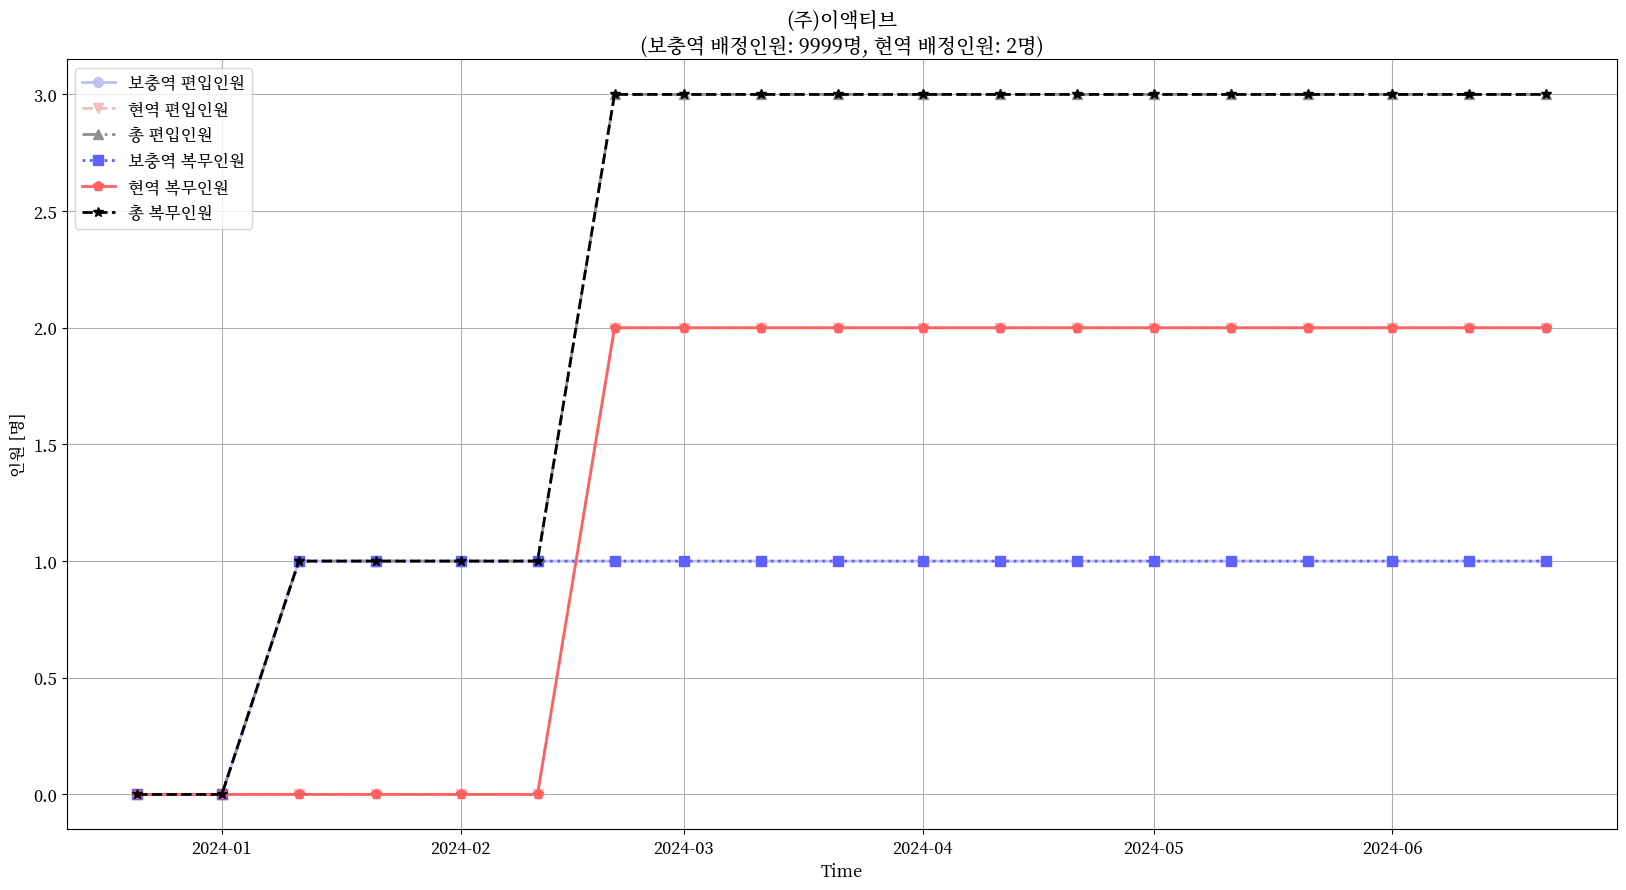 (주)이액티브
(보충역 배정인원: 9999명, 현역 배정인원: 2명)
보충역 편입인원
현역 편입인원
총 편입인원
보충역 복무인원
현역 복무인원
총 복무인원
3.0
2.5
2.0
1.5
1.0
0.5
0.0
인원 [명]
2024-01
2024-02
2024-03
2024-04
2024-05
2024-06
Time